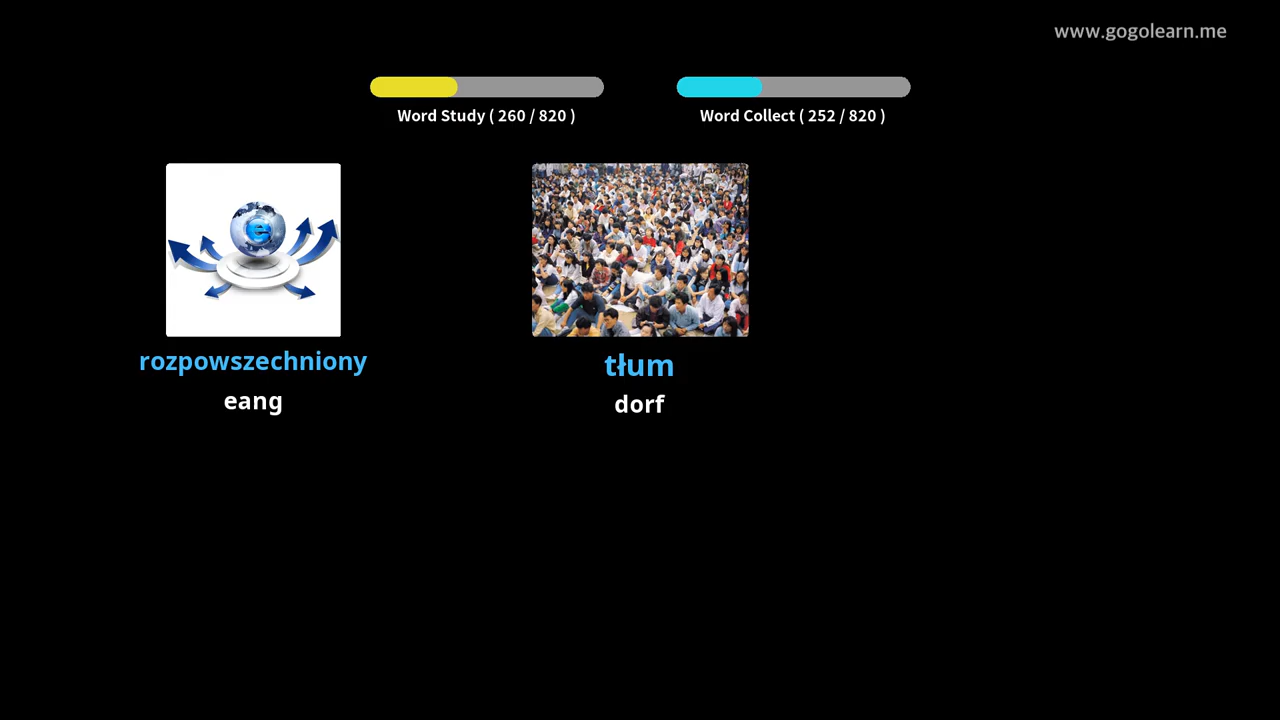 www.gogolearn.me
Word Study ( 260 / 820 )
Word Collect ( 252 / 820 )
e
rozpowszechniony
eang
tłum
dorf